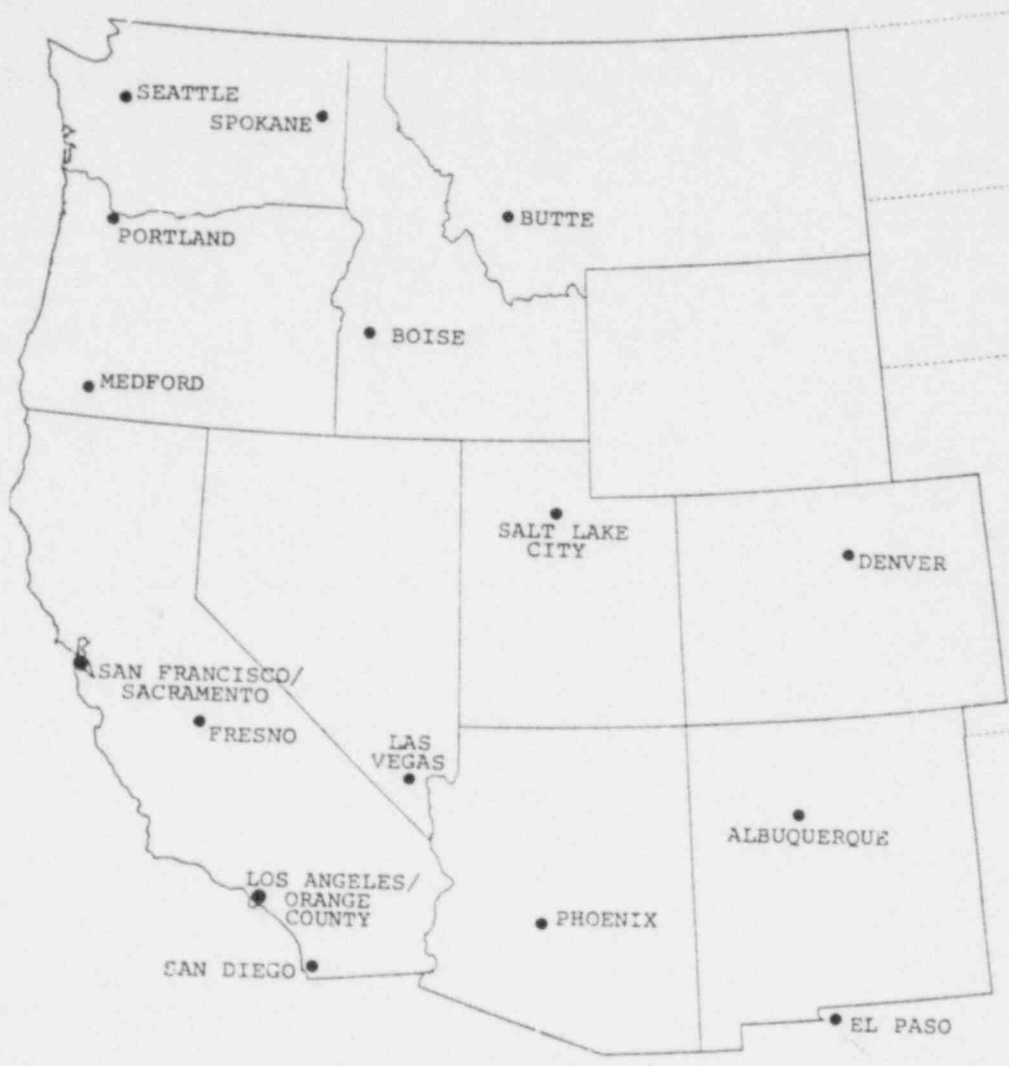 SEATTLE
SPOKANE
PORTLAND
BUTTE
BOISE
MEDFORD
SALT LAKE
CITY
DENVER
SAN FRANCISCO/
SACRAMENTO
FRESNO
LAS
VEGAS
ALBUQUERQUE
LOS ANGELES/
ORANGE
COUNTY
PHOENIX
SAN DIEGO
EL PASO